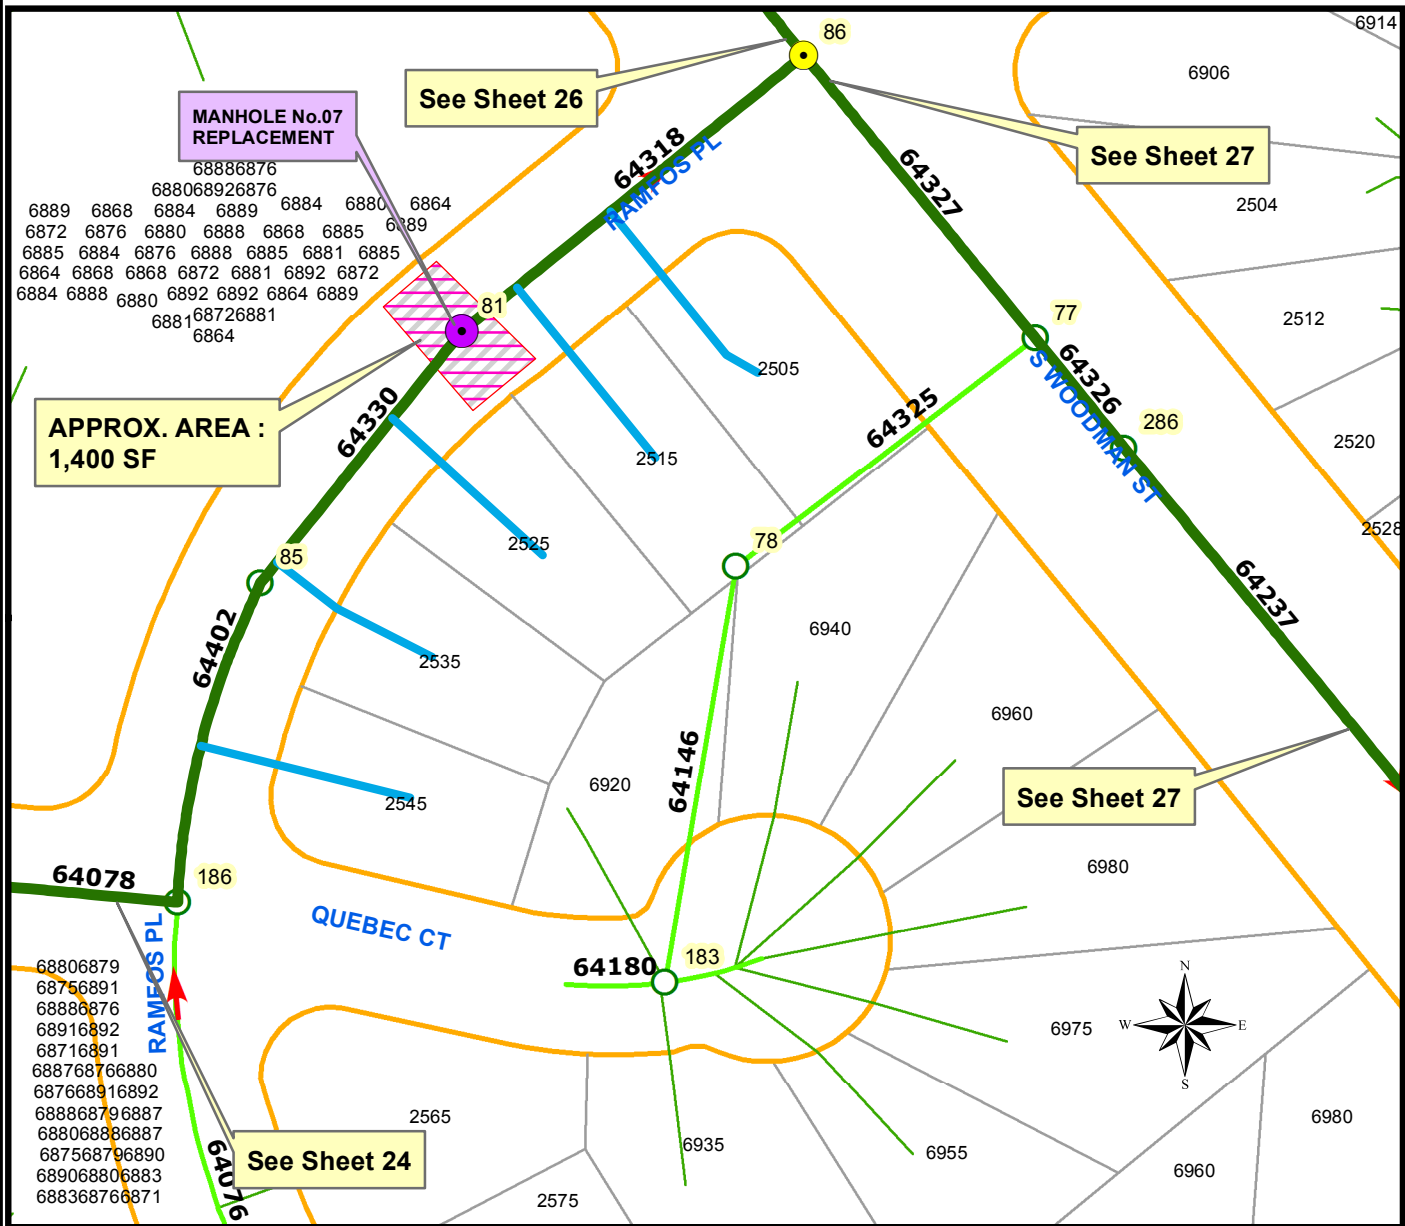 86
6914
6906
See Sheet 26
MANHOLE No.07
REPLACEMENT
See Sheet 27
64318
RAMFOS PL
64327
2504
68886876
688068926876
6889 6868 6884 6889 6884 6880 6864
6872 6876 6880 6888 6868 6885 6889
6885 6884 6876 6888 6885 6881 6885
6864 6868 6868 6872 6881 6892 6872
6884 6888 6880 6892 6892 6864 6889
6881 68726881
6864
81
77
2512
APPROX. AREA :
1,400 SF
64330
2505
64325
64326
S WOODMAN ST
286
2520
2515
2528
2525
78
85
64237
64402
2535
6940
6960
64146
2545
6920
See Sheet 27
64078
186
6980
QUEBEC CT
RAMFOS PL
183
64180
N
W
E
S
6975
68806879
68756891
68886876
68916892
68716891
688768766880
687668916892
688868796887
688068886887
687568796890
689068806883
688368766871
2565
See Sheet 24
64076
6935
6955
6980
6960
2575